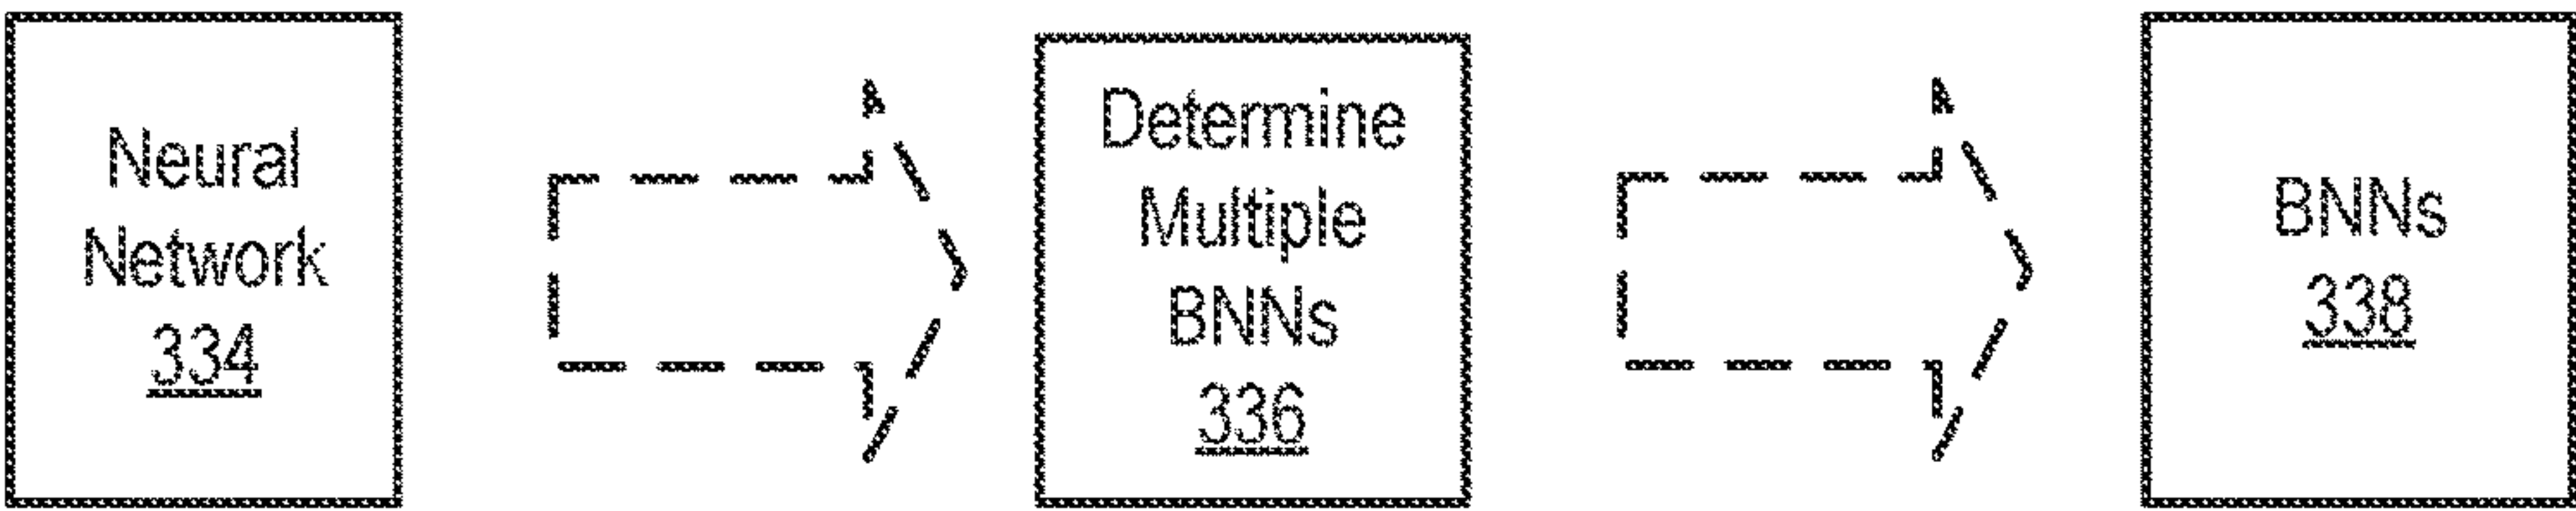 Neural
Network
334
Determine
Multiple
BNNs
336
BNNs
338